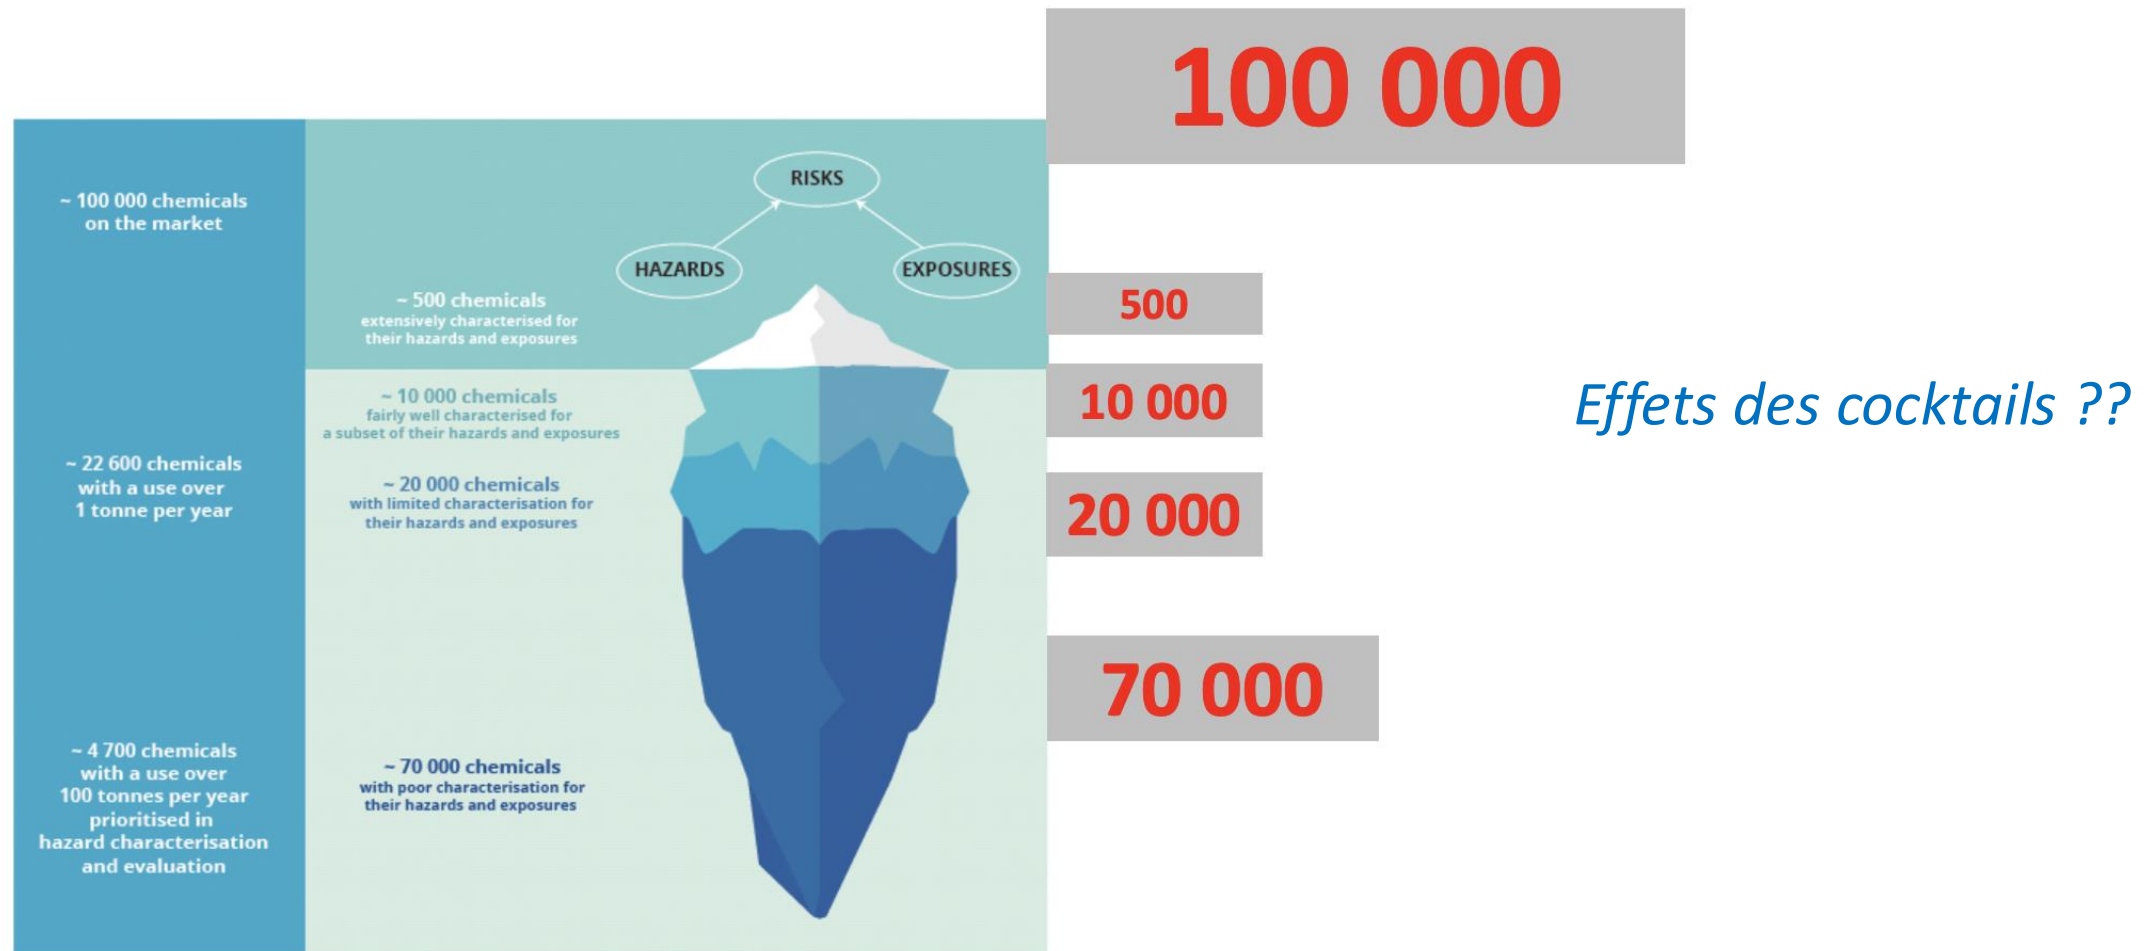 100 000
~ 100 000 chemicals
on the market
~ 22 600 chemicals
with a use over
1 tonne per year
~ 4 700 chemicals
with a use over
100 tonnes per year
prioritised in
hazard characterisation
and evaluation
RISKS
HAZARDS
EXPOSURES
~ 500 chemicals
extensively characterised for
their hazards and exposures
~ 10 000 chemicals
fairly well characterised for
a subset of their hazards and exposures
~ 20 000 chemicals
with limited characterisation for
their hazards and exposures
~ 70 000 chemicals
with poor characterisation for
their hazards and exposures
500
10 000
20 000
70 000
Effets des cocktails ??